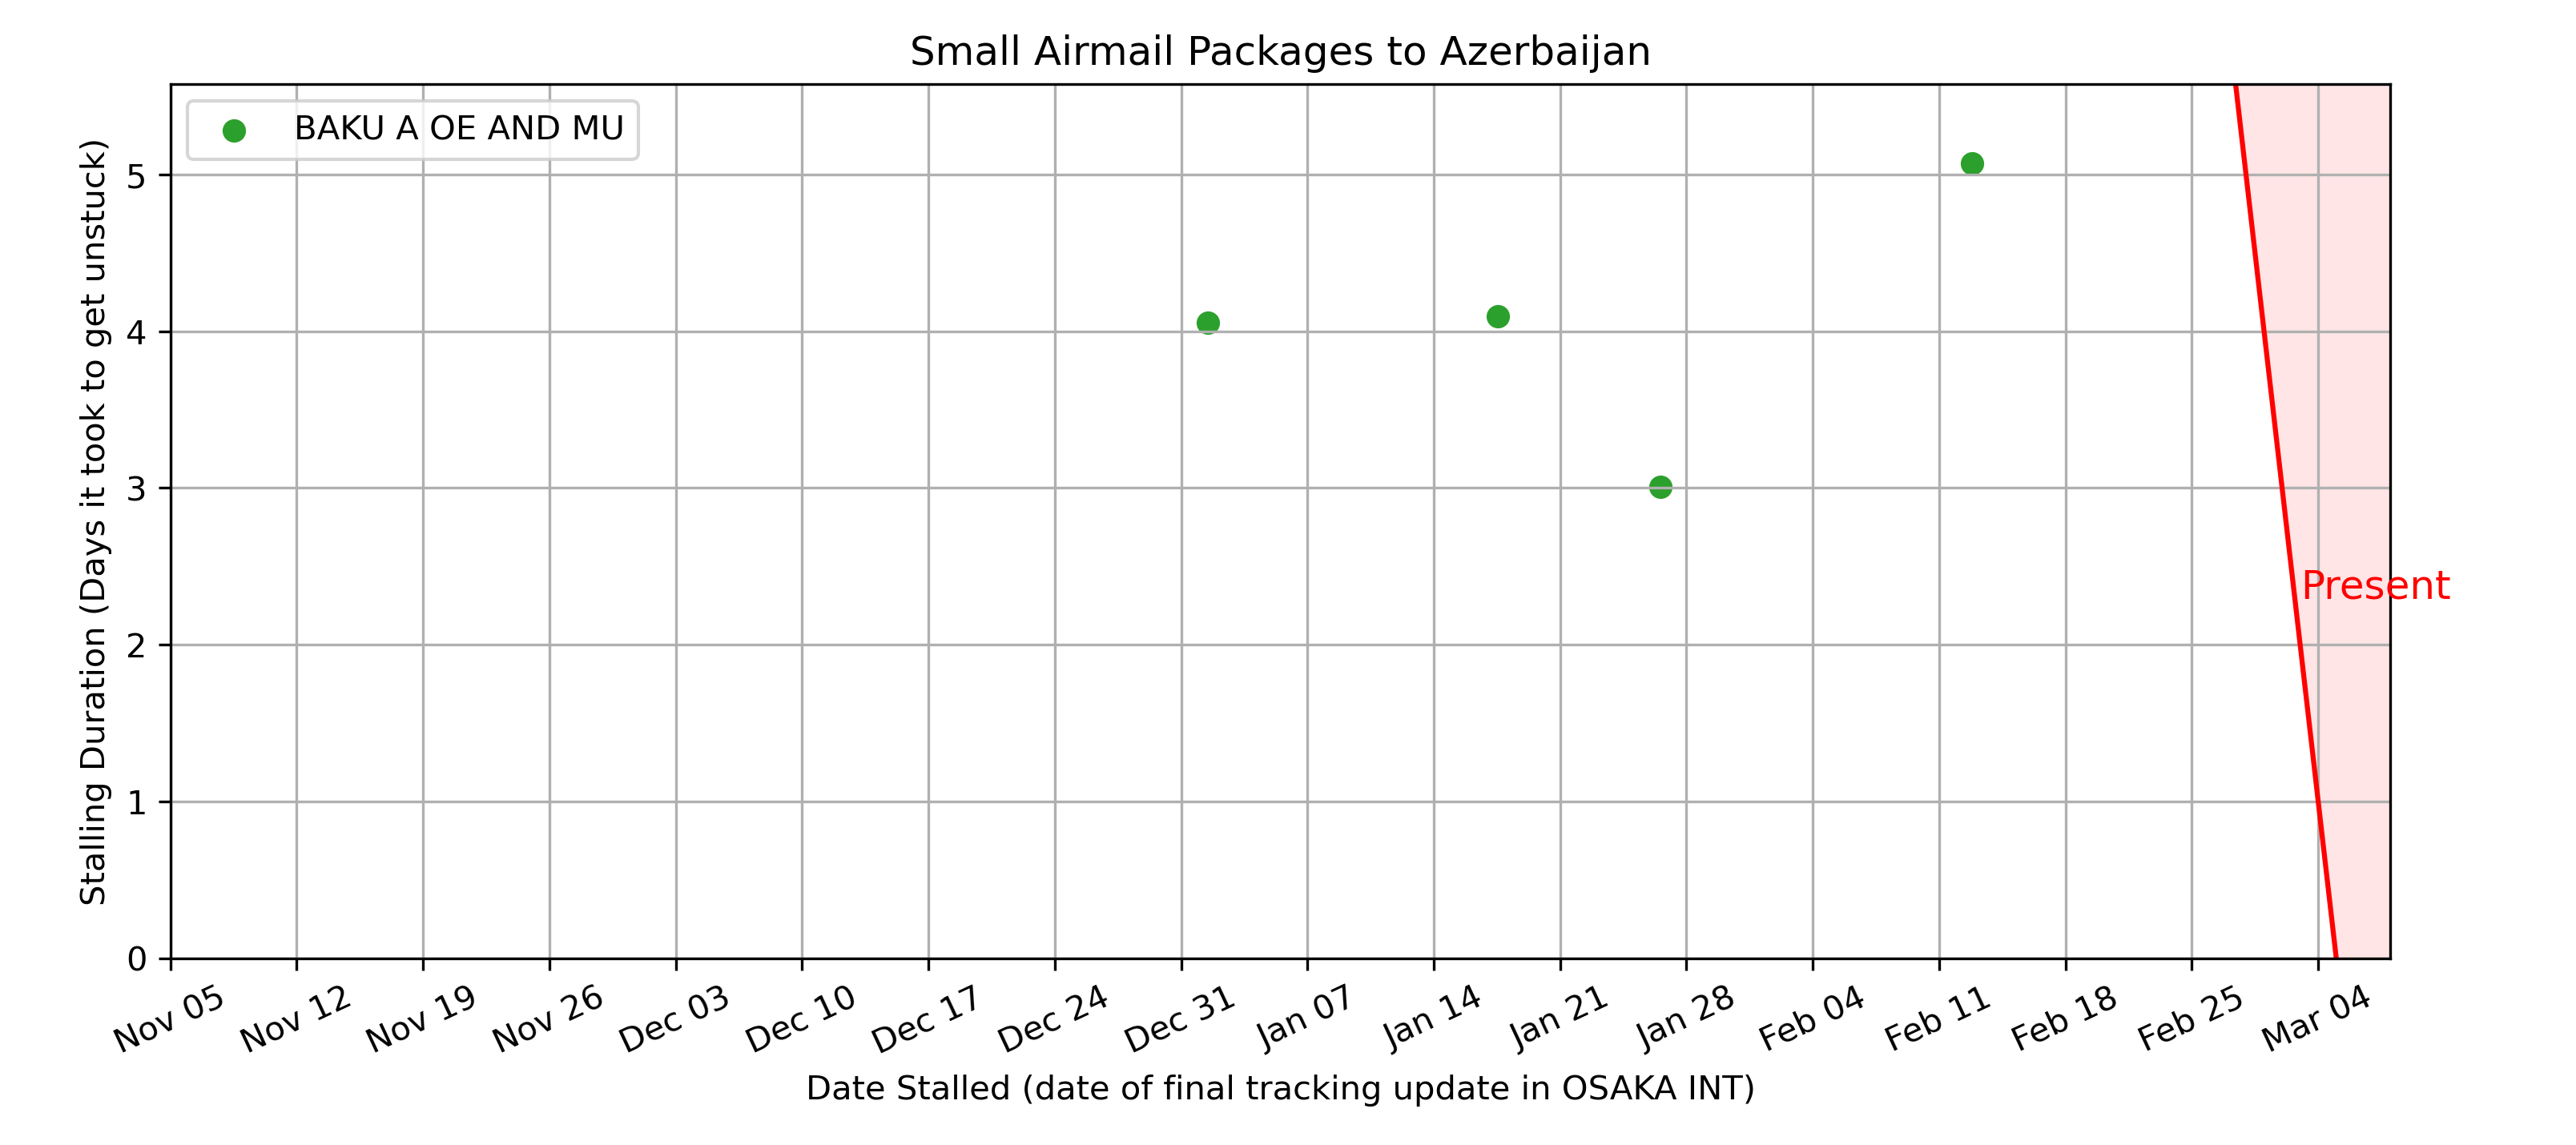 Small Airmail Packages to Azerbaijan
BAKU A OE AND MU
Stalling Duration (Days it took to get unstuck)
5
4
3
2
1
0
Present
Nov 05
Nov 12
Nov 19
Nov 26
Dec 03
Dec 10
Dec 17
Dec 24
Dec 31
Jan 07
Jan 14
Jan 21
Jan 28
Feb 04
Feb 11
Feb 18
Feb 25
Mar 04
Date Stalled (date of final tracking update in OSAKA INT)